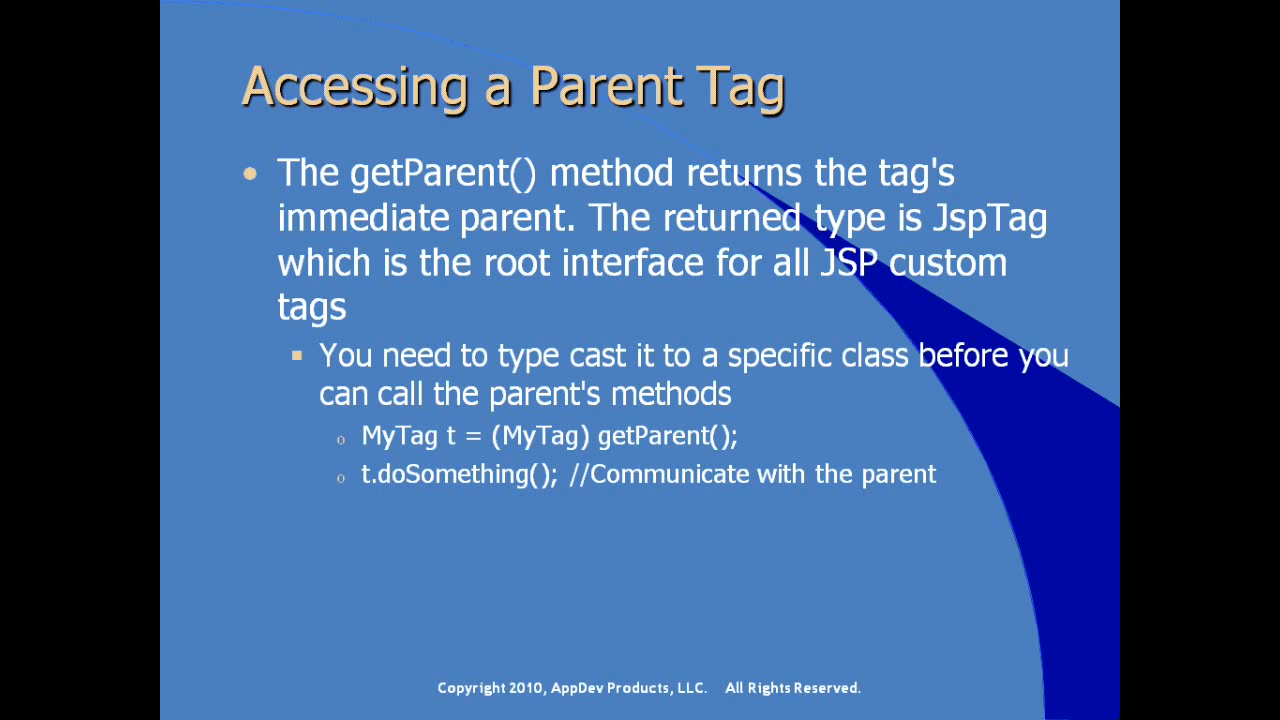 Accessing a Parent Tag
• The getParent() method returns the tag's
immediate parent. The returned type is JspTag
which is the root interface for all JSP custom
tags
▪ You need to type cast it to a specific class before you
can call the parent's methods
o MyTag t = (MyTag) getParent();
o t.doSomething(); //Communicate with the parent
Copyright 2010, AppDev Products, LLC. All Rights Reserved.